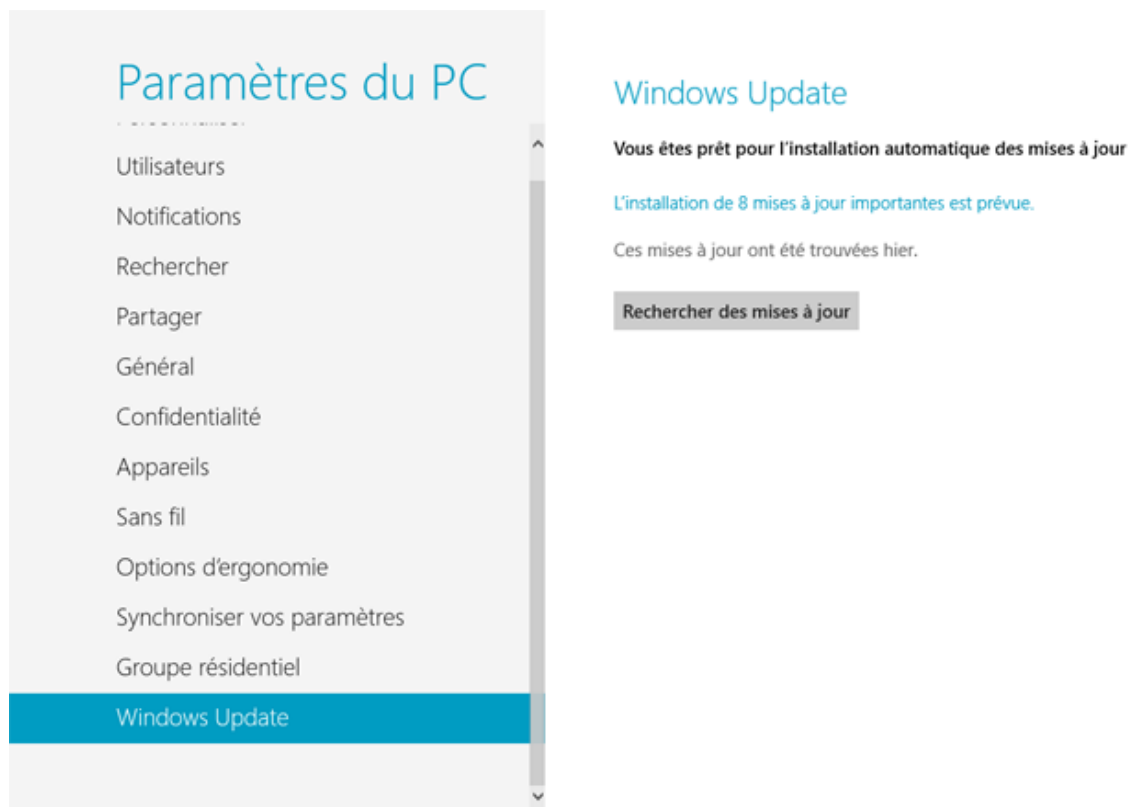 Paramètres du PC
Utilisateurs
Notifications
Rechercher
Partager
Général
Confidentialité
Appareils
Sans fil
Options d'ergonomie
Synchroniser vos paramètres
Groupe résidentiel
Windows Update
Windows Update
Vous êtes prêt pour l'installation automatique des mises à jour
L'installation de 8 mises à jour importantes est prévue.
Ces mises à jour ont été trouvées hier.
Rechercher des mises à jour